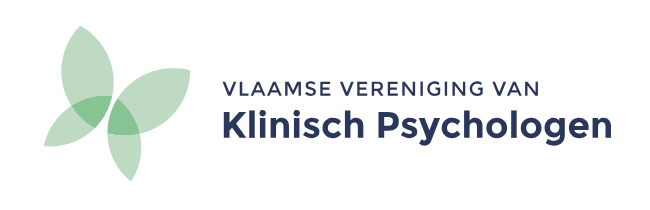 VLAAMSE VERENIGING VAN
Klinisch Psychologen